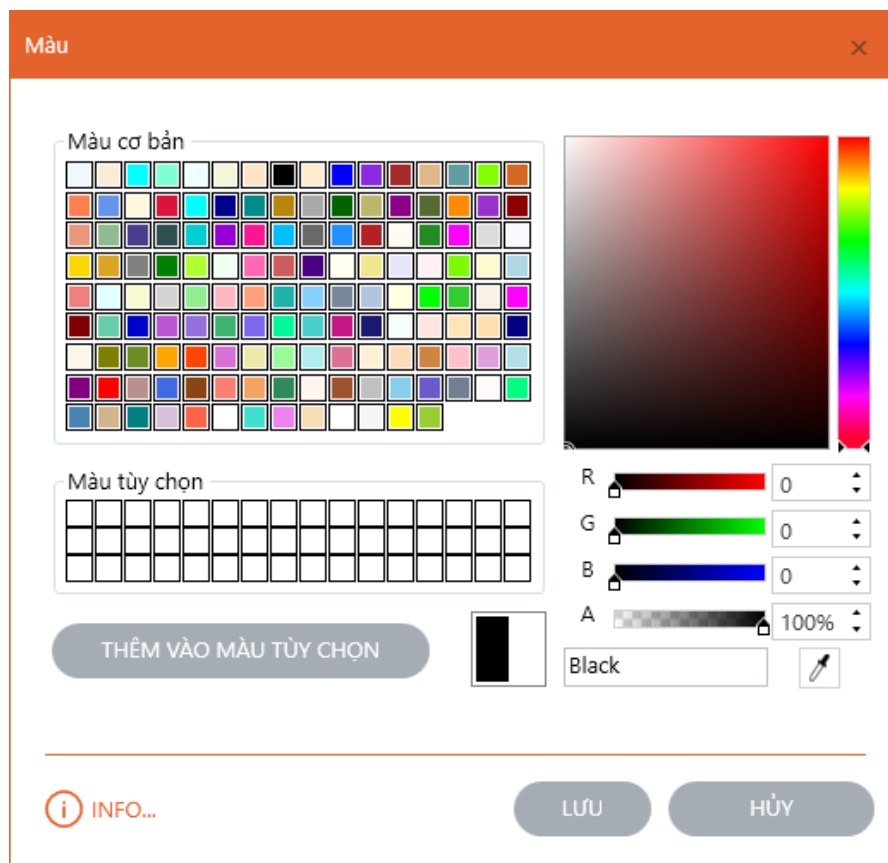 Màu
Màu cơ bản
Màu tùy chọn
R 0
G 0
B 0
A 100%
THÊM VÀO MÀU TÙY CHỌN
Black
INFO...
LƯU
HỦY